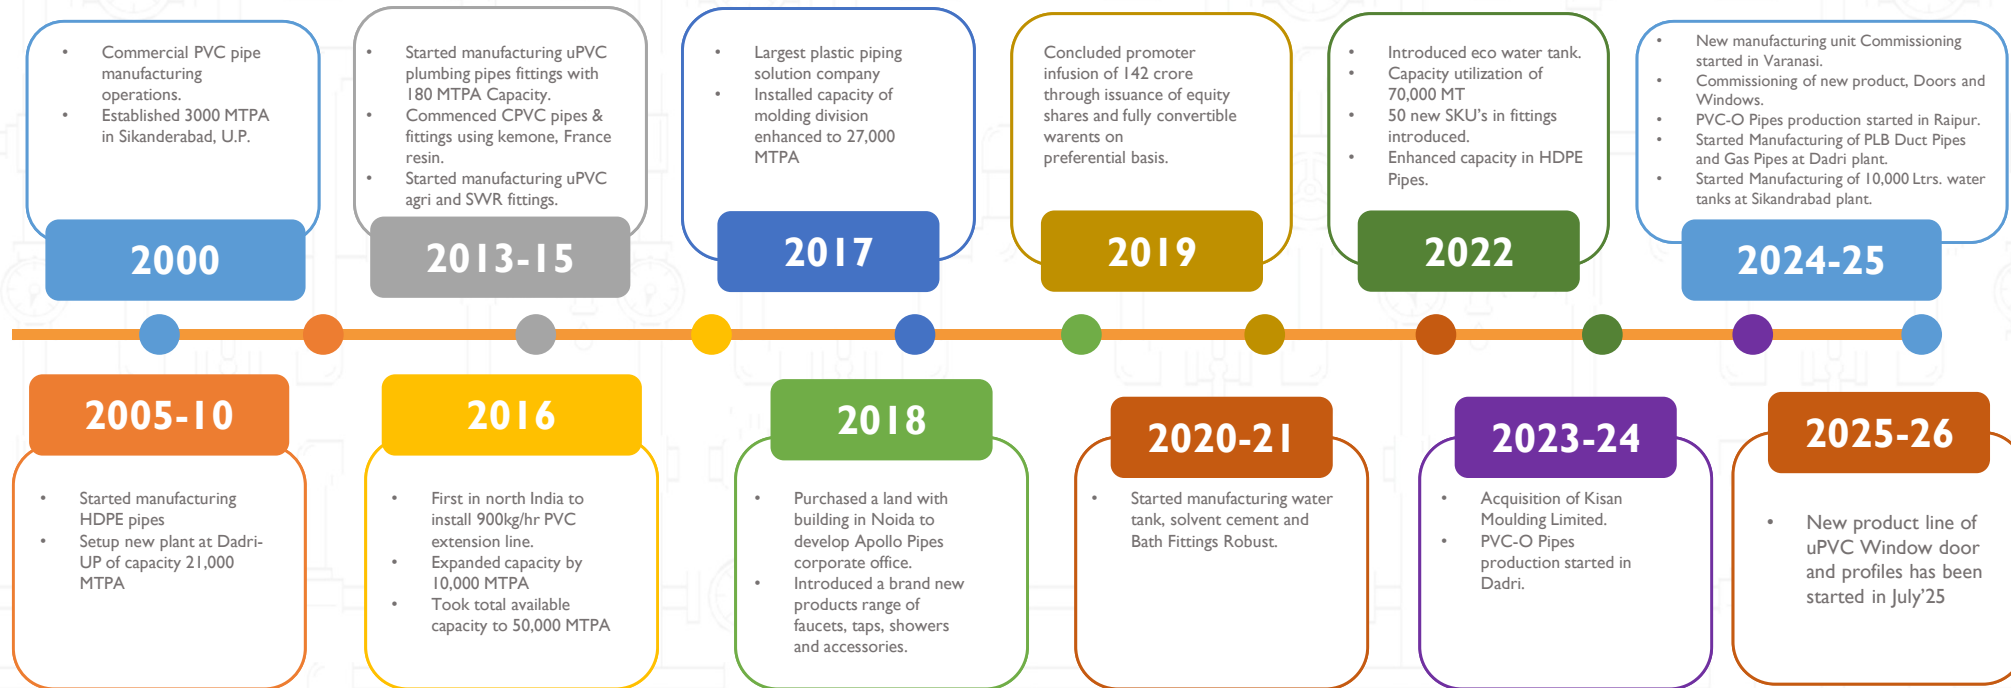 • Commercial PVC pipe
manufacturing
operations.
• Established 3000 MTPA
in Sikanderabad, U.P.
2000
• Started manufacturing uPVC
plumbing pipes fittings with
180 MTPA Capacity.
• Commenced CPVC pipes &
fittings using kemone, France
resin.
• Started manufacturing uPVC
agri and SWR fittings.
2013-15
• Largest plastic piping
solution company
• Installed capacity of
molding division
enhanced to 27,000
MTPA
2017
Concluded promoter
infusion of 142 crore
through issuance of equity
shares and fully convertible
warents on
preferential basis.
2019
• Introduced eco water tank.
• Capacity utilization of
70,000 MT
• 50 new SKU's in fittings
introduced.
• Enhanced capacity in HDPE
Pipes.
2022
• New manufacturing unit Commissioning
started in Varanasi.
• Commissioning of new product, Doors and
Windows.
• PVC-O Pipes production started in Raipur.
• Started Manufacturing of PLB Duct Pipes
and Gas Pipes at Dadri plant.
• Started Manufacturing of 10,000 Ltrs. water
tanks at Sikandrabad plant.
2024-25
2005-10
• Started manufacturing
HDPE pipes
• Setup new plant at Dadri-
UP of capacity 21,000
MTPA
2016
• First in north India to
install 900kg/hr PVC
extension line.
• Expanded capacity by
10,000 MTPA
• Took total available
capacity to 50,000 MTPA
2018
• Purchased a land with
building in Noida to
develop Apollo Pipes
corporate office.
• Introduced a brand new
products range of
faucets, taps, showers
and accessories.
2020-21
• Started manufacturing water
tank, solvent cement and
Bath Fittings Robust.
2023-24
• Acquisition of Kisan
Moulding Limited.
• PVC-O Pipes
production started in
Dadri.
2025-26
• New product line of
uPVC Window door
and profiles has been
started in July'25